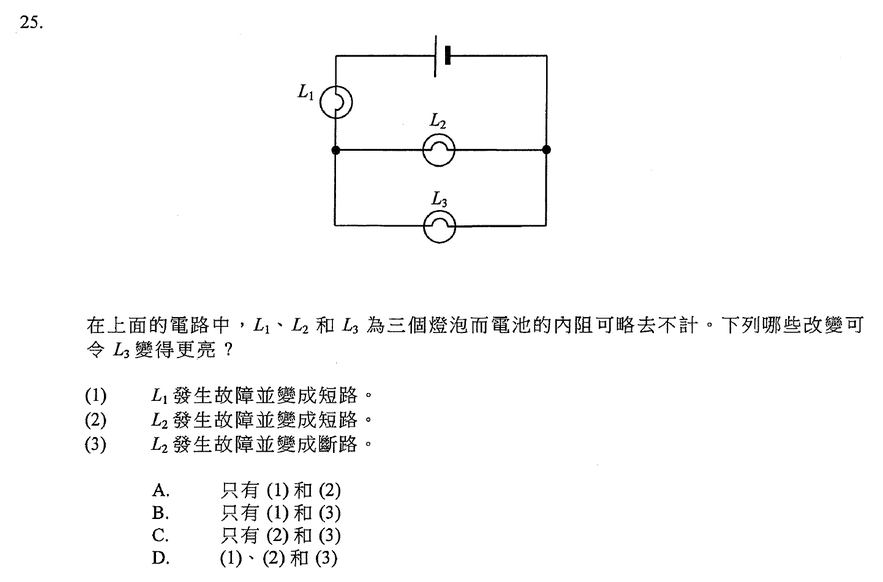 25.
L1
L2
L3
在上面的電路中，L1、L2 和 L3 為三個燈泡而電池的內阻可略去不計。下列哪些改變可
令 L3 變得更亮？
(1) L1 發生故障並變成短路。
(2) L2 發生故障並變成短路。
(3) L2 發生故障並變成斷路。
A. 只有 (1) 和 (2)
B. 只有 (1) 和 (3)
C. 只有 (2) 和 (3)
D. (1)、(2) 和 (3)